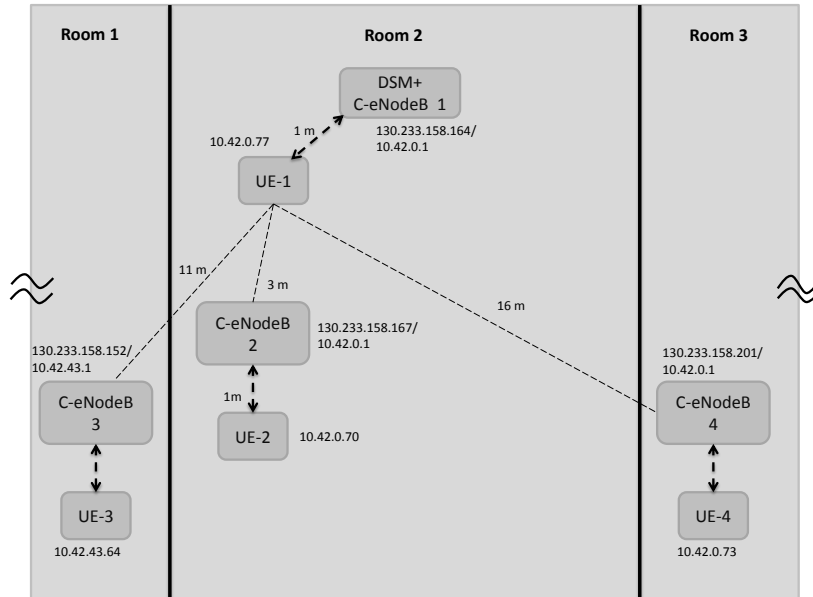 Room 1
Room 2
Room 3
DSM+
C-eNodeB 1
1 m
130.233.158.164/
10.42.0.1
10.42.0.77
UE-1
11 m
3 m
16 m
C-eNodeB
2
130.233.158.167/
10.42.0.1
130.233.158.152/
10.42.43.1
130.233.158.201/
10.42.0.1
C-eNodeB
3
1m
C-eNodeB
4
UE-2
10.42.0.70
UE-3
10.42.43.64
UE-4
10.42.0.73